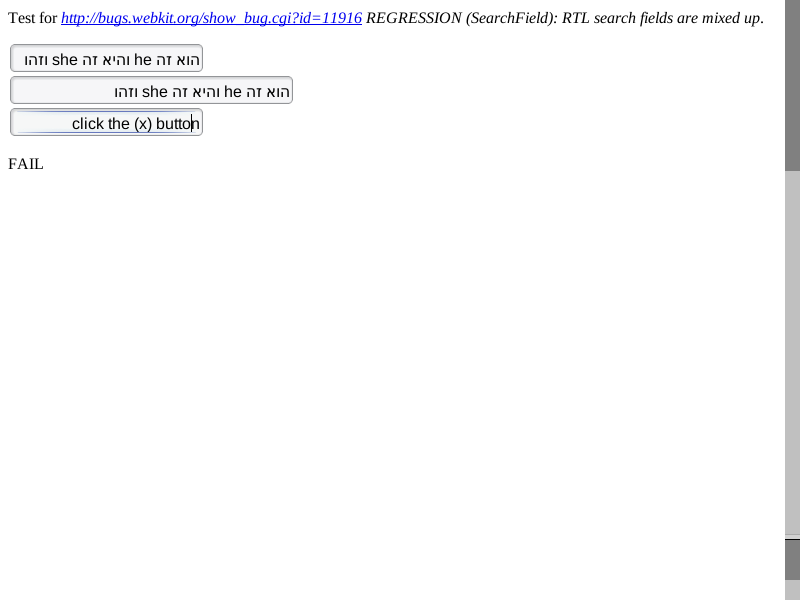 Test for http://bugs.webkit.org/show_bug.cgi?id=11916 REGRESSION (SearchField): RTL search fields are mixed up.
הוא זה he והיא זה she וזהו
הוא זה he והיא זה she וזהו
click the (x) button
FAIL